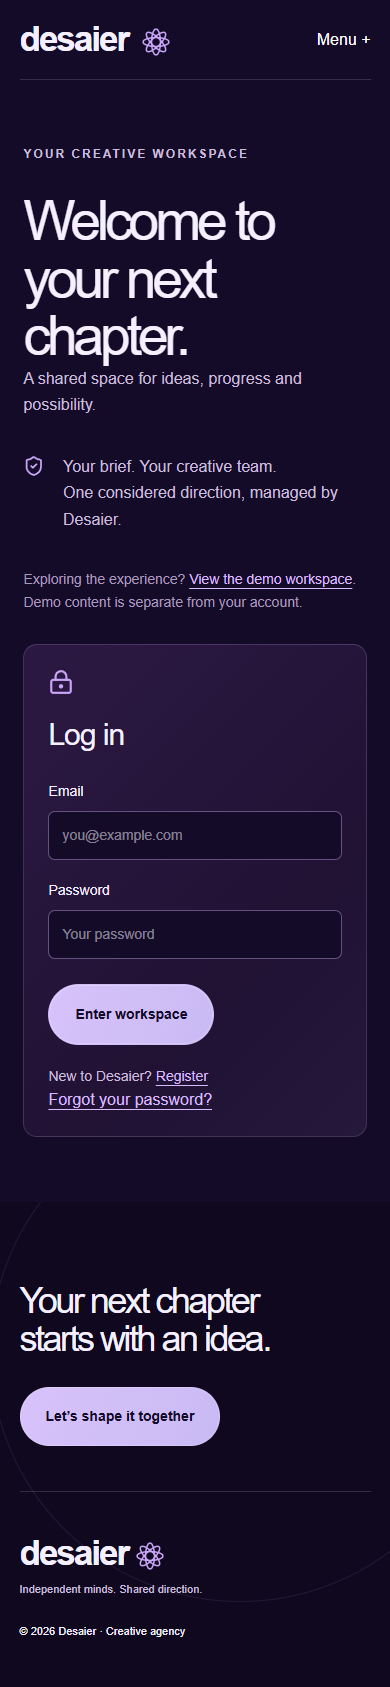 desaier
Menu +
YOUR CREATIVE WORKSPACE
Welcome to
your next
chapter.
A shared space for ideas, progress and
possibility.
Your brief. Your creative team.
One considered direction, managed by
Desaier.
Exploring the experience? View the demo workspace.
Demo content is separate from your account.
Log in
Email
you@example.com
Password
Your password
Enter workspace
New to Desaier? Register
Forgot your password?
Your next chapter
starts with an idea.
Let’s shape it together
desaier
Independent minds. Shared direction.
© 2026 Desaier · Creative agency